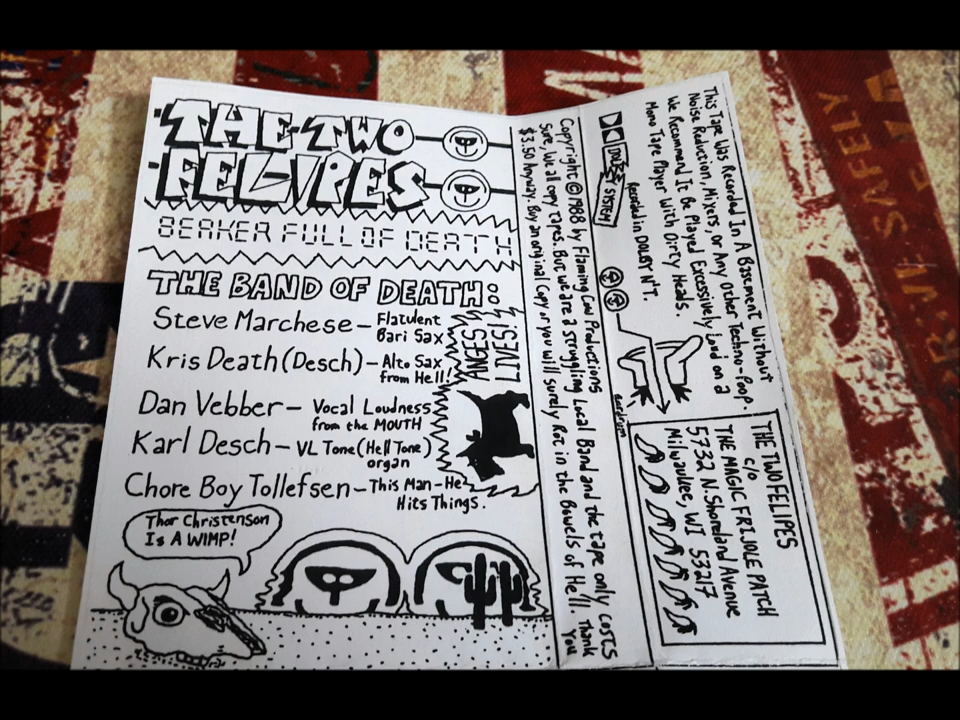 THE TWO
FELIPES
BEAKER FULL OF DEATH
THE BAND OF DEATH:
Steve Marchese – Flatulent
Bari Sax
Kris Death (Desch) – Alto Sax
from Hell!
Dan Vebber – Vocal Loudness
from the MOUTH
Karl Desch – VL Tone (Hell Tone)
organ
Chore Boy Tollefsen – This Man – He
Hits Things.
Thor Christenson
Is A WIMP!
Copyright © 1988 by Flaming Cow Productions
Sure, we all copy tapes. But we are a struggling Local Band and the tape only costs
$3.50 Anyway. Buy an original Copy or you will surely Rot in the Bowels of Hell. Thank
You
This Tape Was Recorded In A Basement Without
Noise Reduction, Mixers, or Any Other Techno-Poop.
We Recommend It Be Played Excessively Loud on a
Mono Tape Player With Dirty Heads.
SYSTEM
Recorded in DOLBY N'T.
THE TWO FELIPES
c/o
THE MAGIC FRIJOLE PATCH
5732 N. Shoreland Avenue
Milwaukee, WI 53217
SAFELY